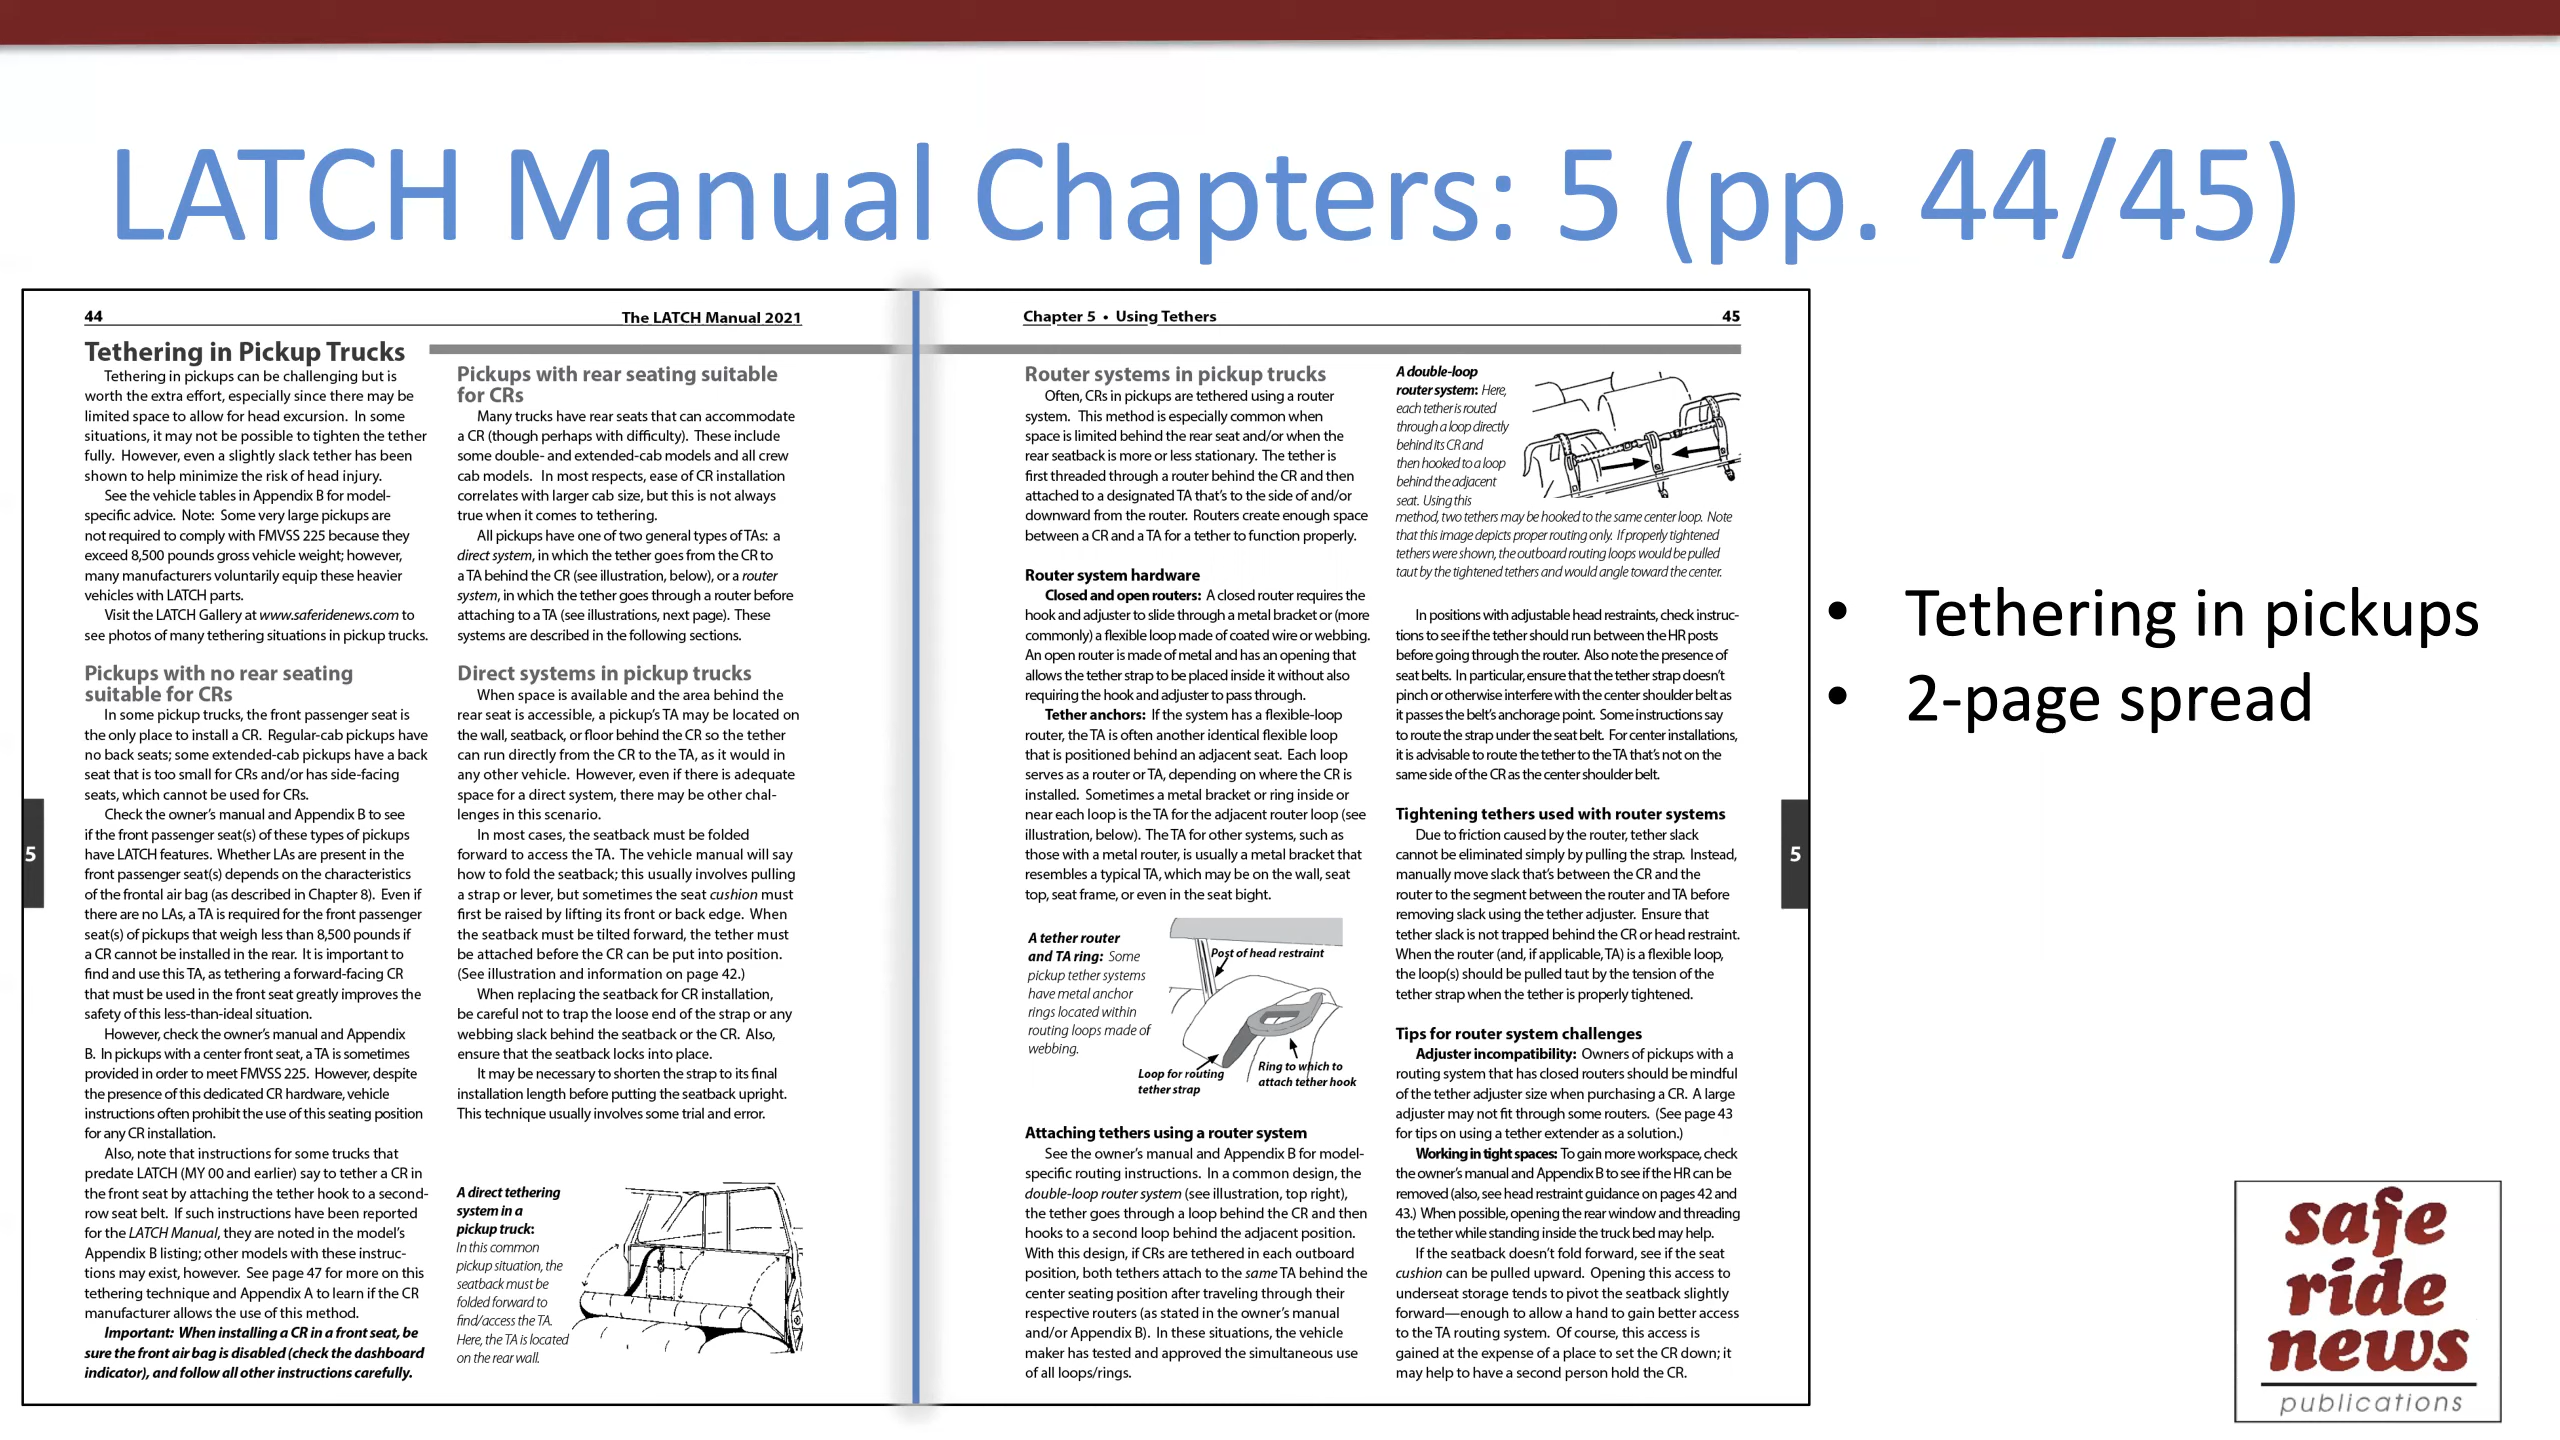 LATCH Manual Chapters: 5 (pp. 44/45)
44
The LATCH Manual 2021
Tethering in Pickup Trucks
Tethering in pickups can be challenging but is
worth the extra effort, especially since there may be
limited space to allow for head excursion. In some
situations, it may not be possible to tighten the tether
fully. However, even a slightly slack tether has been
shown to help minimize the risk of head injury.
See the vehicle tables in Appendix B for model-
specific advice. Note: Some very large pickups are
not required to comply with FMVSS 225 because they
exceed 8,500 pounds gross vehicle weight; however,
many manufacturers voluntarily equip these heavier
vehicles with LATCH parts.
Visit the LATCH Gallery at www.saferidenews.com to
see photos of many tethering situations in pickup trucks.
Pickups with no rear seating
suitable for CRs
In some pickup trucks, the front passenger seat is
the only place to install a CR. Regular-cab pickups have
no back seats; some extended-cab pickups have a back
seat that is too small for CRs and/or has side-facing
seats, which cannot be used for CRs.
Check the owner's manual and Appendix B to see
if the front passenger seat(s) of these types of pickups
have LATCH features. Whether LAs are present in the
front passenger seat(s) depends on the characteristics
of the frontal air bag (as described in Chapter 8). Even if
there are no LAs, a TA is required for the front passenger
seat(s) of pickups that weigh less than 8,500 pounds if
a CR cannot be installed in the rear. It is important to
find and use this TA, as tethering a forward-facing CR
that must be used in the front seat greatly improves the
safety of this less-than-ideal situation.
However, check the owner's manual and Appendix
B. In pickups with a center front seat, a TA is sometimes
provided in order to meet FMVSS 225. However, despite
the presence of this dedicated CR hardware, vehicle
instructions often prohibit the use of this seating position
for any CR installation.
Also, note that instructions for some trucks that
predate LATCH (MY 00 and earlier) say to tether a CR in
the front seat by attaching the tether hook to a second-
row seat belt. If such instructions have been reported
for the LATCH Manual, they are noted in the model's
Appendix B listing; other models with these instruc-
tions may exist, however. See page 47 for more on this
tethering technique and Appendix A to learn if the CR
manufacturer allows the use of this method.
Important: When installing a CR in a front seat, be
sure the front air bag is disabled (check the dashboard
indicator), and follow all other instructions carefully.
5
Pickups with rear seating suitable
for CRs
Many trucks have rear seats that can accommodate
a CR (though perhaps with difficulty). These include
some double- and extended-cab models and all crew
cab models. In most respects, ease of CR installation
correlates with larger cab size, but this is not always
true when it comes to tethering.
All pickups have one of two general types of TAs: a
direct system, in which the tether goes from the CR to
a TA behind the CR (see illustration, below), or a router
system, in which the tether goes through a router before
attaching to a TA (see illustrations, next page). These
systems are described in the following sections.
Direct systems in pickup trucks
When space is available and the area behind the
rear seat is accessible, a pickup's TA may be located on
the wall, seatback, or floor behind the CR so the tether
can run directly from the CR to the TA, as it would in
any other vehicle. However, even if there is adequate
space for a direct system, there may be other chal-
lenges in this scenario.
In most cases, the seatback must be folded
forward to access the TA. The vehicle manual will say
how to fold the seatback; this usually involves pulling
a strap or lever, but sometimes the seat cushion must
first be raised by lifting its front or back edge. When
the seatback must be tilted forward, the tether must
be attached before the CR can be put into position.
(See illustration and information on page 42.)
When replacing the seatback for CR installation,
be careful not to trap the loose end of the strap or any
webbing slack behind the seatback or the CR. Also,
ensure that the seatback locks into place.
It may be necessary to shorten the strap to its final
installation length before putting the seatback upright.
This technique usually involves some trial and error.
A direct tethering
system in a
pickup truck:
In this common
pickup situation, the
seatback must be
folded forward to
find/access the TA.
Here, the TA is located
on the rear wall.
Chapter 5 • Using Tethers
45
Router systems in pickup trucks
Often, CRs in pickups are tethered using a router
system. This method is especially common when
space is limited behind the rear seat and/or when the
rear seatback is more or less stationary. The tether is
first threaded through a router behind the CR and then
attached to a designated TA that's to the side of and/or
downward from the router. Routers create enough space
between a CR and a TA for a tether to function properly.
Router system hardware
Closed and open routers: A closed router requires the
hook and adjuster to slide through a metal bracket or (more
commonly) a flexible loop made of coated wire or webbing.
An open router is made of metal and has an opening that
allows the tether strap to be placed inside it without also
requiring the hook and adjuster to pass through.
Tether anchors: If the system has a flexible-loop
router, the TA is often another identical flexible loop
that is positioned behind an adjacent seat. Each loop
serves as a router or TA, depending on where the CR is
installed. Sometimes a metal bracket or ring inside or
near each loop is the TA for the adjacent router loop (see
illustration, below). The TA for other systems, such as
those with a metal router, is usually a metal bracket that
resembles a typical TA, which may be on the wall, seat
top, seat frame, or even in the seat bight.
A tether router
and TA ring: Some
pickup tether systems
have metal anchor
rings located within
routing loops made of
webbing.
Post of head restraint
Loop for routing
tether strap
Ring to which to
attach tether hook
Attaching tethers using a router system
See the owner's manual and Appendix B for model-
specific routing instructions. In a common design, the
double-loop router system (see illustration, top right),
the tether goes through a loop behind the CR and then
hooks to a second loop behind the adjacent position.
With this design, if CRs are tethered in each outboard
position, both tethers attach to the same TA behind the
center seating position after traveling through their
respective routers (as stated in the owner's manual
and/or Appendix B). In these situations, the vehicle
maker has tested and approved the simultaneous use
of all loops/rings.
A double-loop
router system: Here,
each tether is routed
through a loop directly
behind its CR and
then hooked to a loop
behind the adjacent
seat. Using this
method, two tethers may be hooked to the same center loop. Note
that this image depicts proper routing only. If properly tightened
tethers were shown, the outboard routing loops would be pulled
taut by the tightened tethers and would angle toward the center.
In positions with adjustable head restraints, check instruc-
tions to see if the tether should run between the HR posts
before going through the router. Also note the presence of
seat belts. In particular, ensure that the tether strap doesn't
pinch or otherwise interfere with the center shoulder belt as
it passes the belt's anchorage point. Some instructions say
to route the strap under the seat belt. For center installations,
it is advisable to route the tether to the TA that's not on the
same side of the CR as the center shoulder belt.
Tightening tethers used with router systems
Due to friction caused by the router, tether slack
cannot be eliminated simply by pulling the strap. Instead,
manually move slack that's between the CR and the
router to the segment between the router and TA before
removing slack using the tether adjuster. Ensure that
tether slack is not trapped behind the CR or head restraint.
When the router (and, if applicable, TA) is a flexible loop,
the loop(s) should be pulled taut by the tension of the
tether strap when the tether is properly tightened.
Tips for router system challenges
Adjuster incompatibility: Owners of pickups with a
routing system that has closed routers should be mindful
of the tether adjuster size when purchasing a CR. A large
adjuster may not fit through some routers. (See page 43
for tips on using a tether extender as a solution.)
Working in tight spaces: To gain more workspace, check
the owner's manual and Appendix B to see if the HR can be
removed (also, see head restraint guidance on pages 42 and
43.) When possible, opening the rear window and threading
the tether while standing inside the truck bed may help.
If the seatback doesn't fold forward, see if the seat
cushion can be pulled upward. Opening this access to
underseat storage tends to pivot the seatback slightly
forward—enough to allow a hand to gain better access
to the TA routing system. Of course, this access is
gained at the expense of a place to set the CR down; it
may help to have a second person hold the CR.
5
• Tethering in pickups
• 2-page spread
safe
ride
news
publications